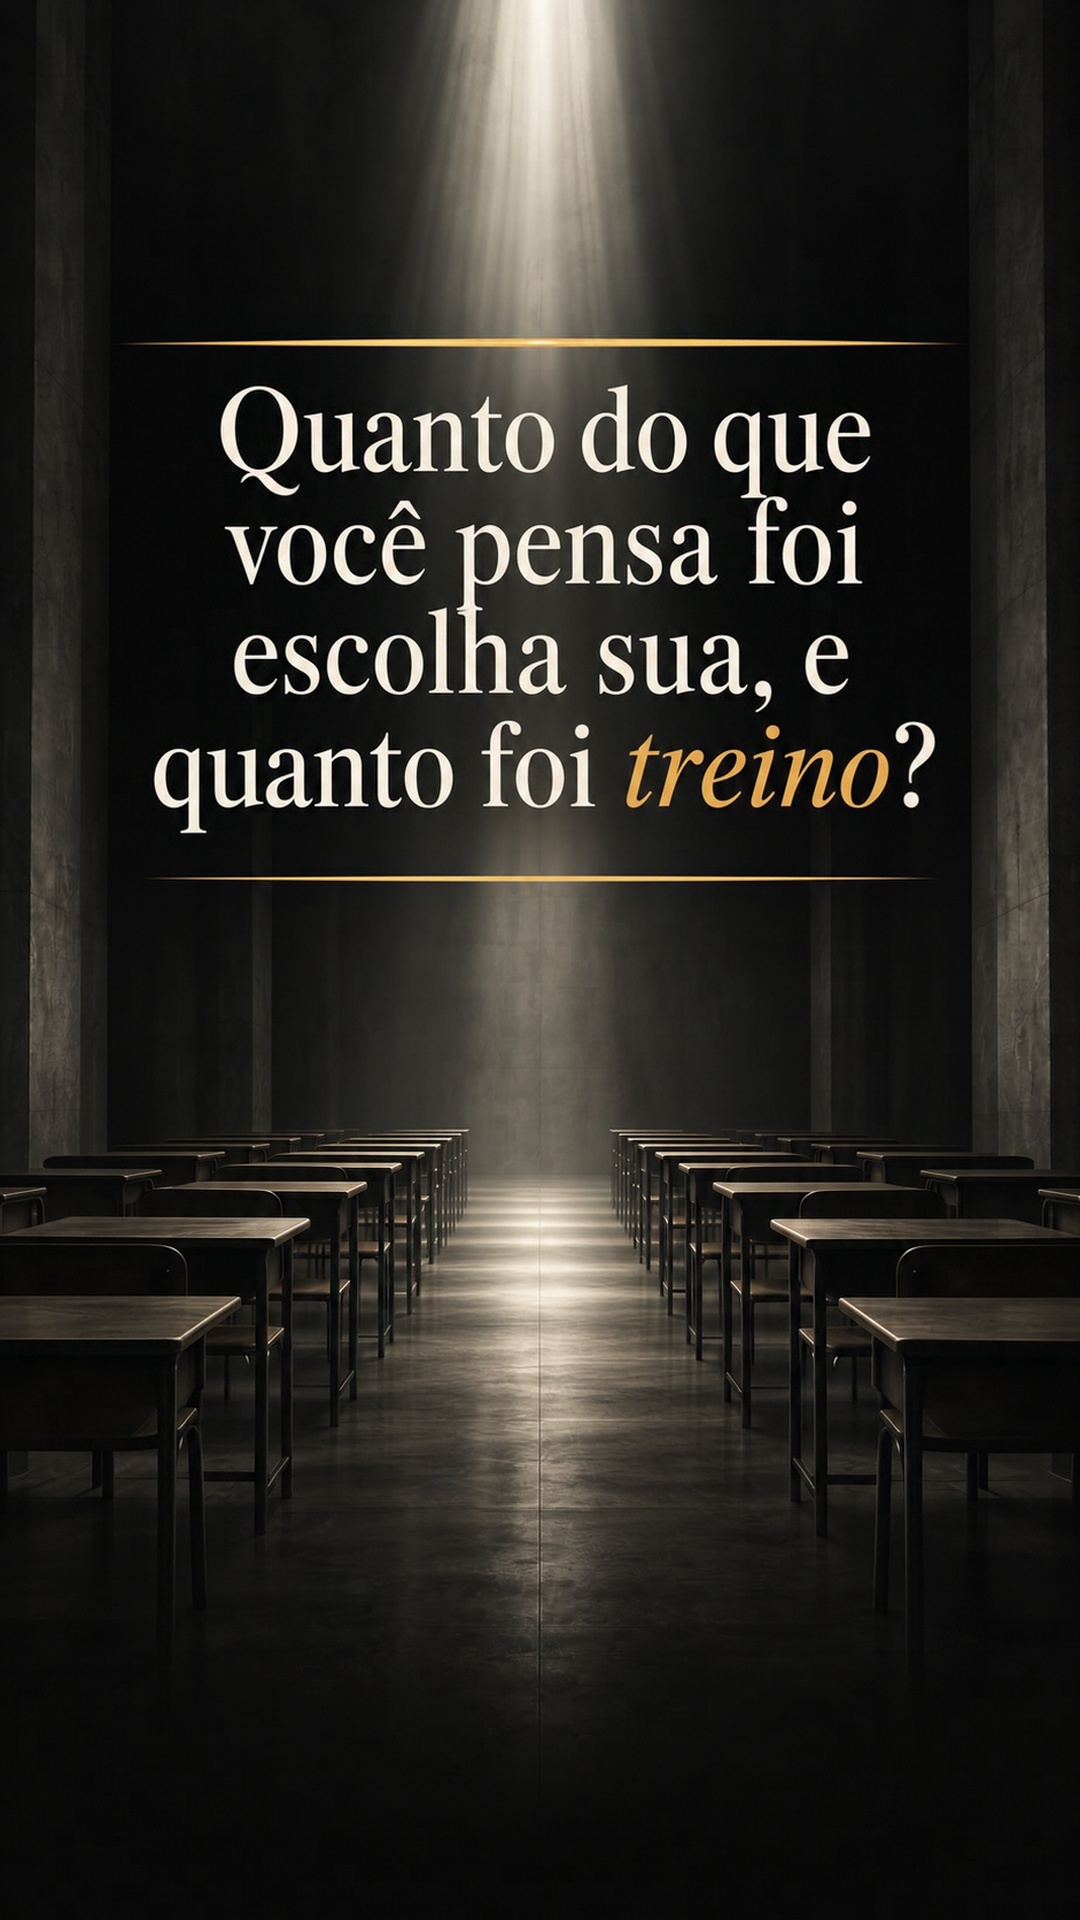 Quanto do que
você pensa foi
escolha sua, e
quanto foi treino?